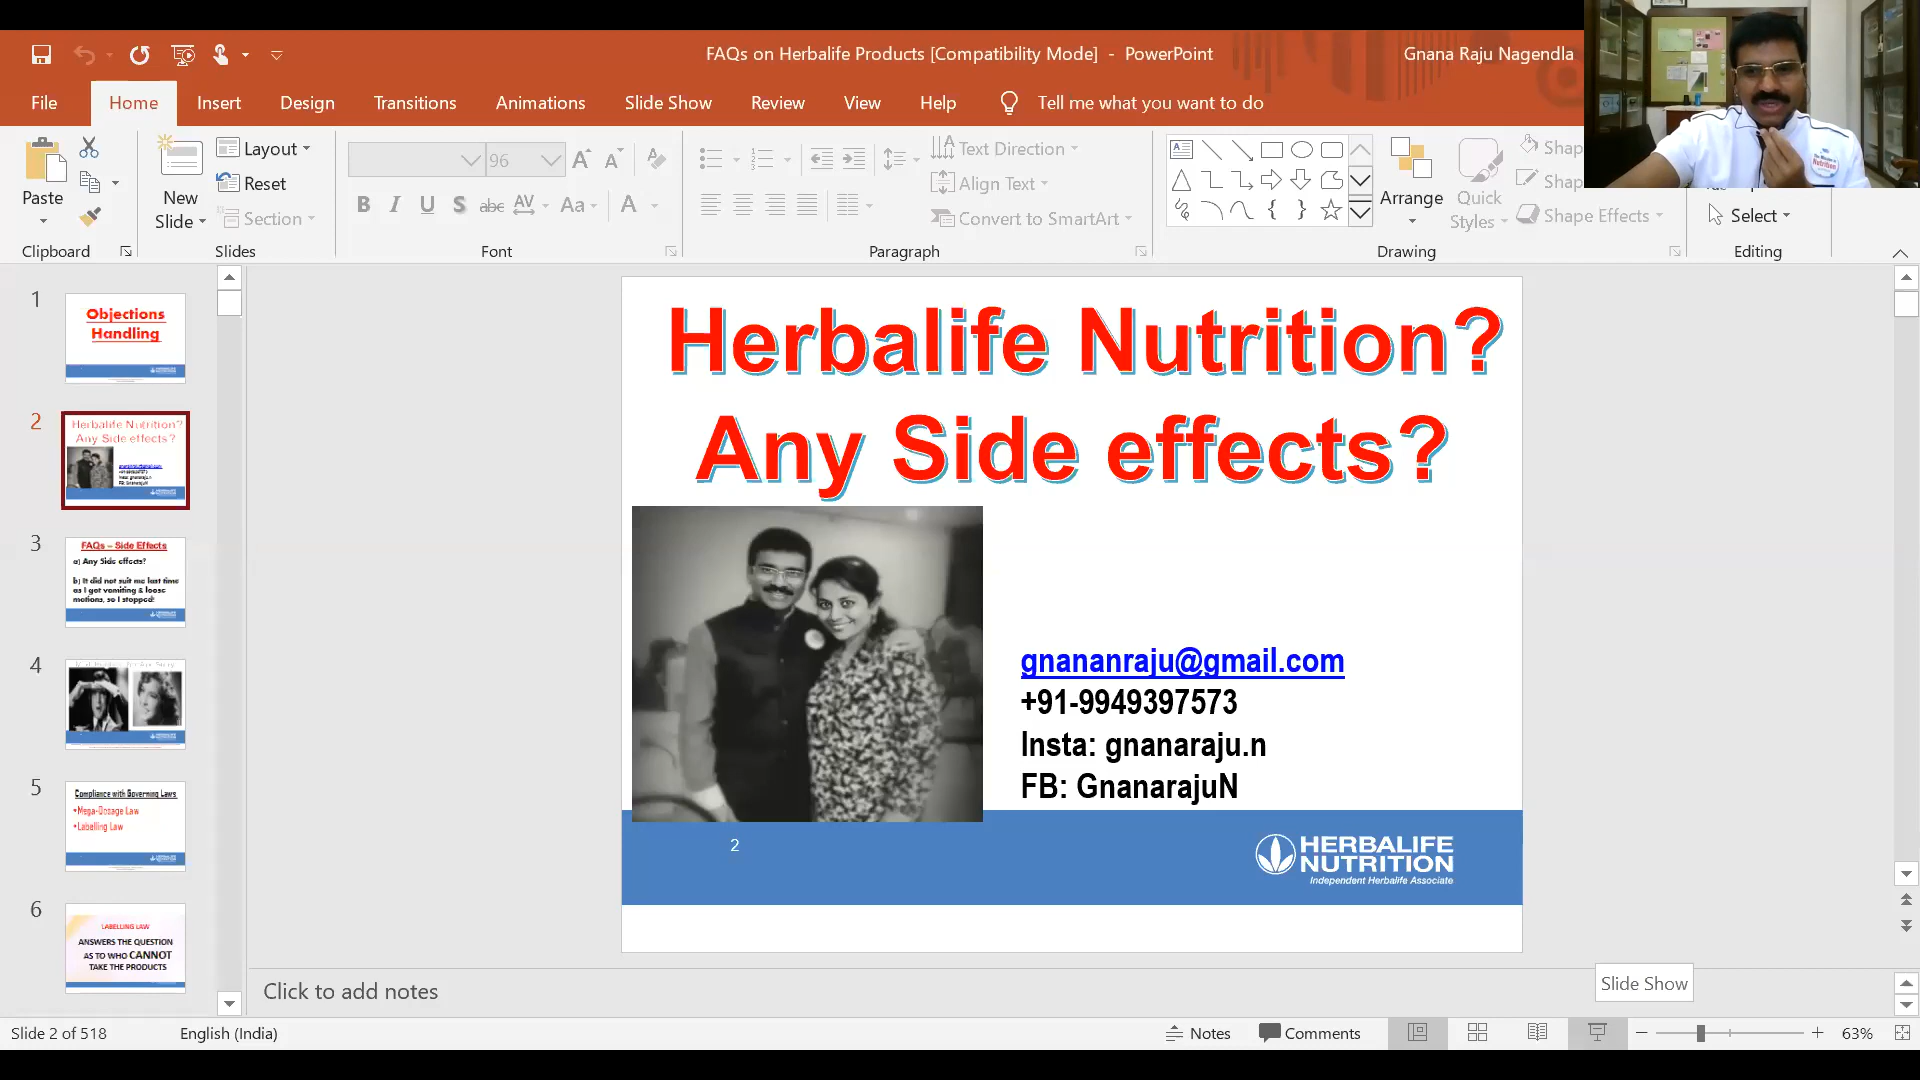 FAQs on Herbalife Products [Compatibility Mode] - PowerPoint
Gnana Raju Nagendla
File
Home
Insert
Design
Transitions
Animations
Slide Show
Review
View
Help
Tell me what you want to do
Paste
Clipboard
New
Slide
Layout
Reset
Section
Slides
96
B I U S abc AV Aa A
Font
Text Direction
Align Text
Convert to SmartArt
Paragraph
Arrange
Quick
Styles
Shap
Shap
Shape Effects
Drawing
Select
Editing
1
Objections
Handling
2
Herbalife Nutrition?
Any Side effects?
gnananraju@gmail.com
+91-9949397573
Insta: gnanaraju.n
FB: GnanarajuN
3
FAQs – Side Effects
a) Any Side effects?
b) It did not suit me last time
as I got vomiting & loose
motions, so I stopped!
4
5
Compliance with Governing Laws
•Mega-Dosage Law
•Labelling Law
6
LABELLING LAW
ANSWERS THE QUESTION
AS TO WHO CANNOT
TAKE THE PRODUCTS
Herbalife Nutrition?
Any Side effects?
gnananraju@gmail.com
+91-9949397573
Insta: gnanaraju.n
FB: GnanarajuN
2
HERBALIFE
NUTRITION
Independent Herbalife Associate
Click to add notes
Slide Show
Slide 2 of 518
English (India)
Notes
Comments
63%